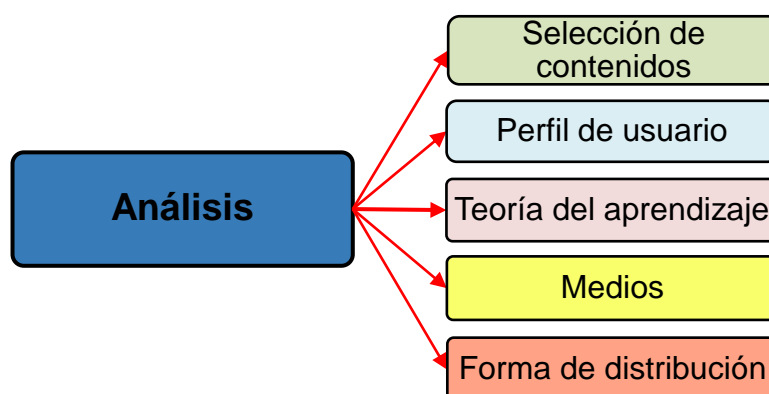 Análisis
Selección de
contenidos
Perfil de usuario
Teoría del aprendizaje
Medios
Forma de distribución